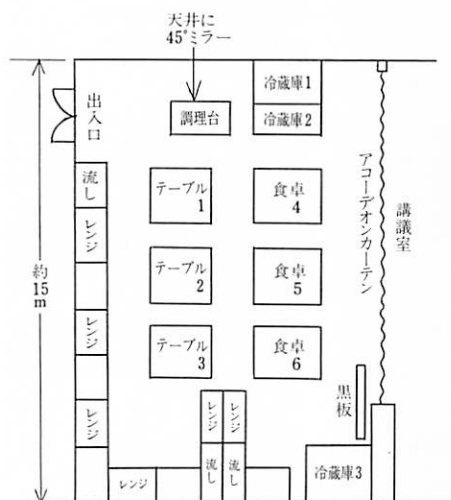 天井に
45°ミラー
冷蔵庫1
冷蔵庫2
調理台
出入口
流し
レンジ
レンジ
レンジ
テーブル
1
テーブル
2
テーブル
3
食卓
4
食卓
5
食卓
6
アコーデオンカーテン
講議室
約
15
m
黒板
レンジ
レンジ
流し
流し
レンジ
冷蔵庫3